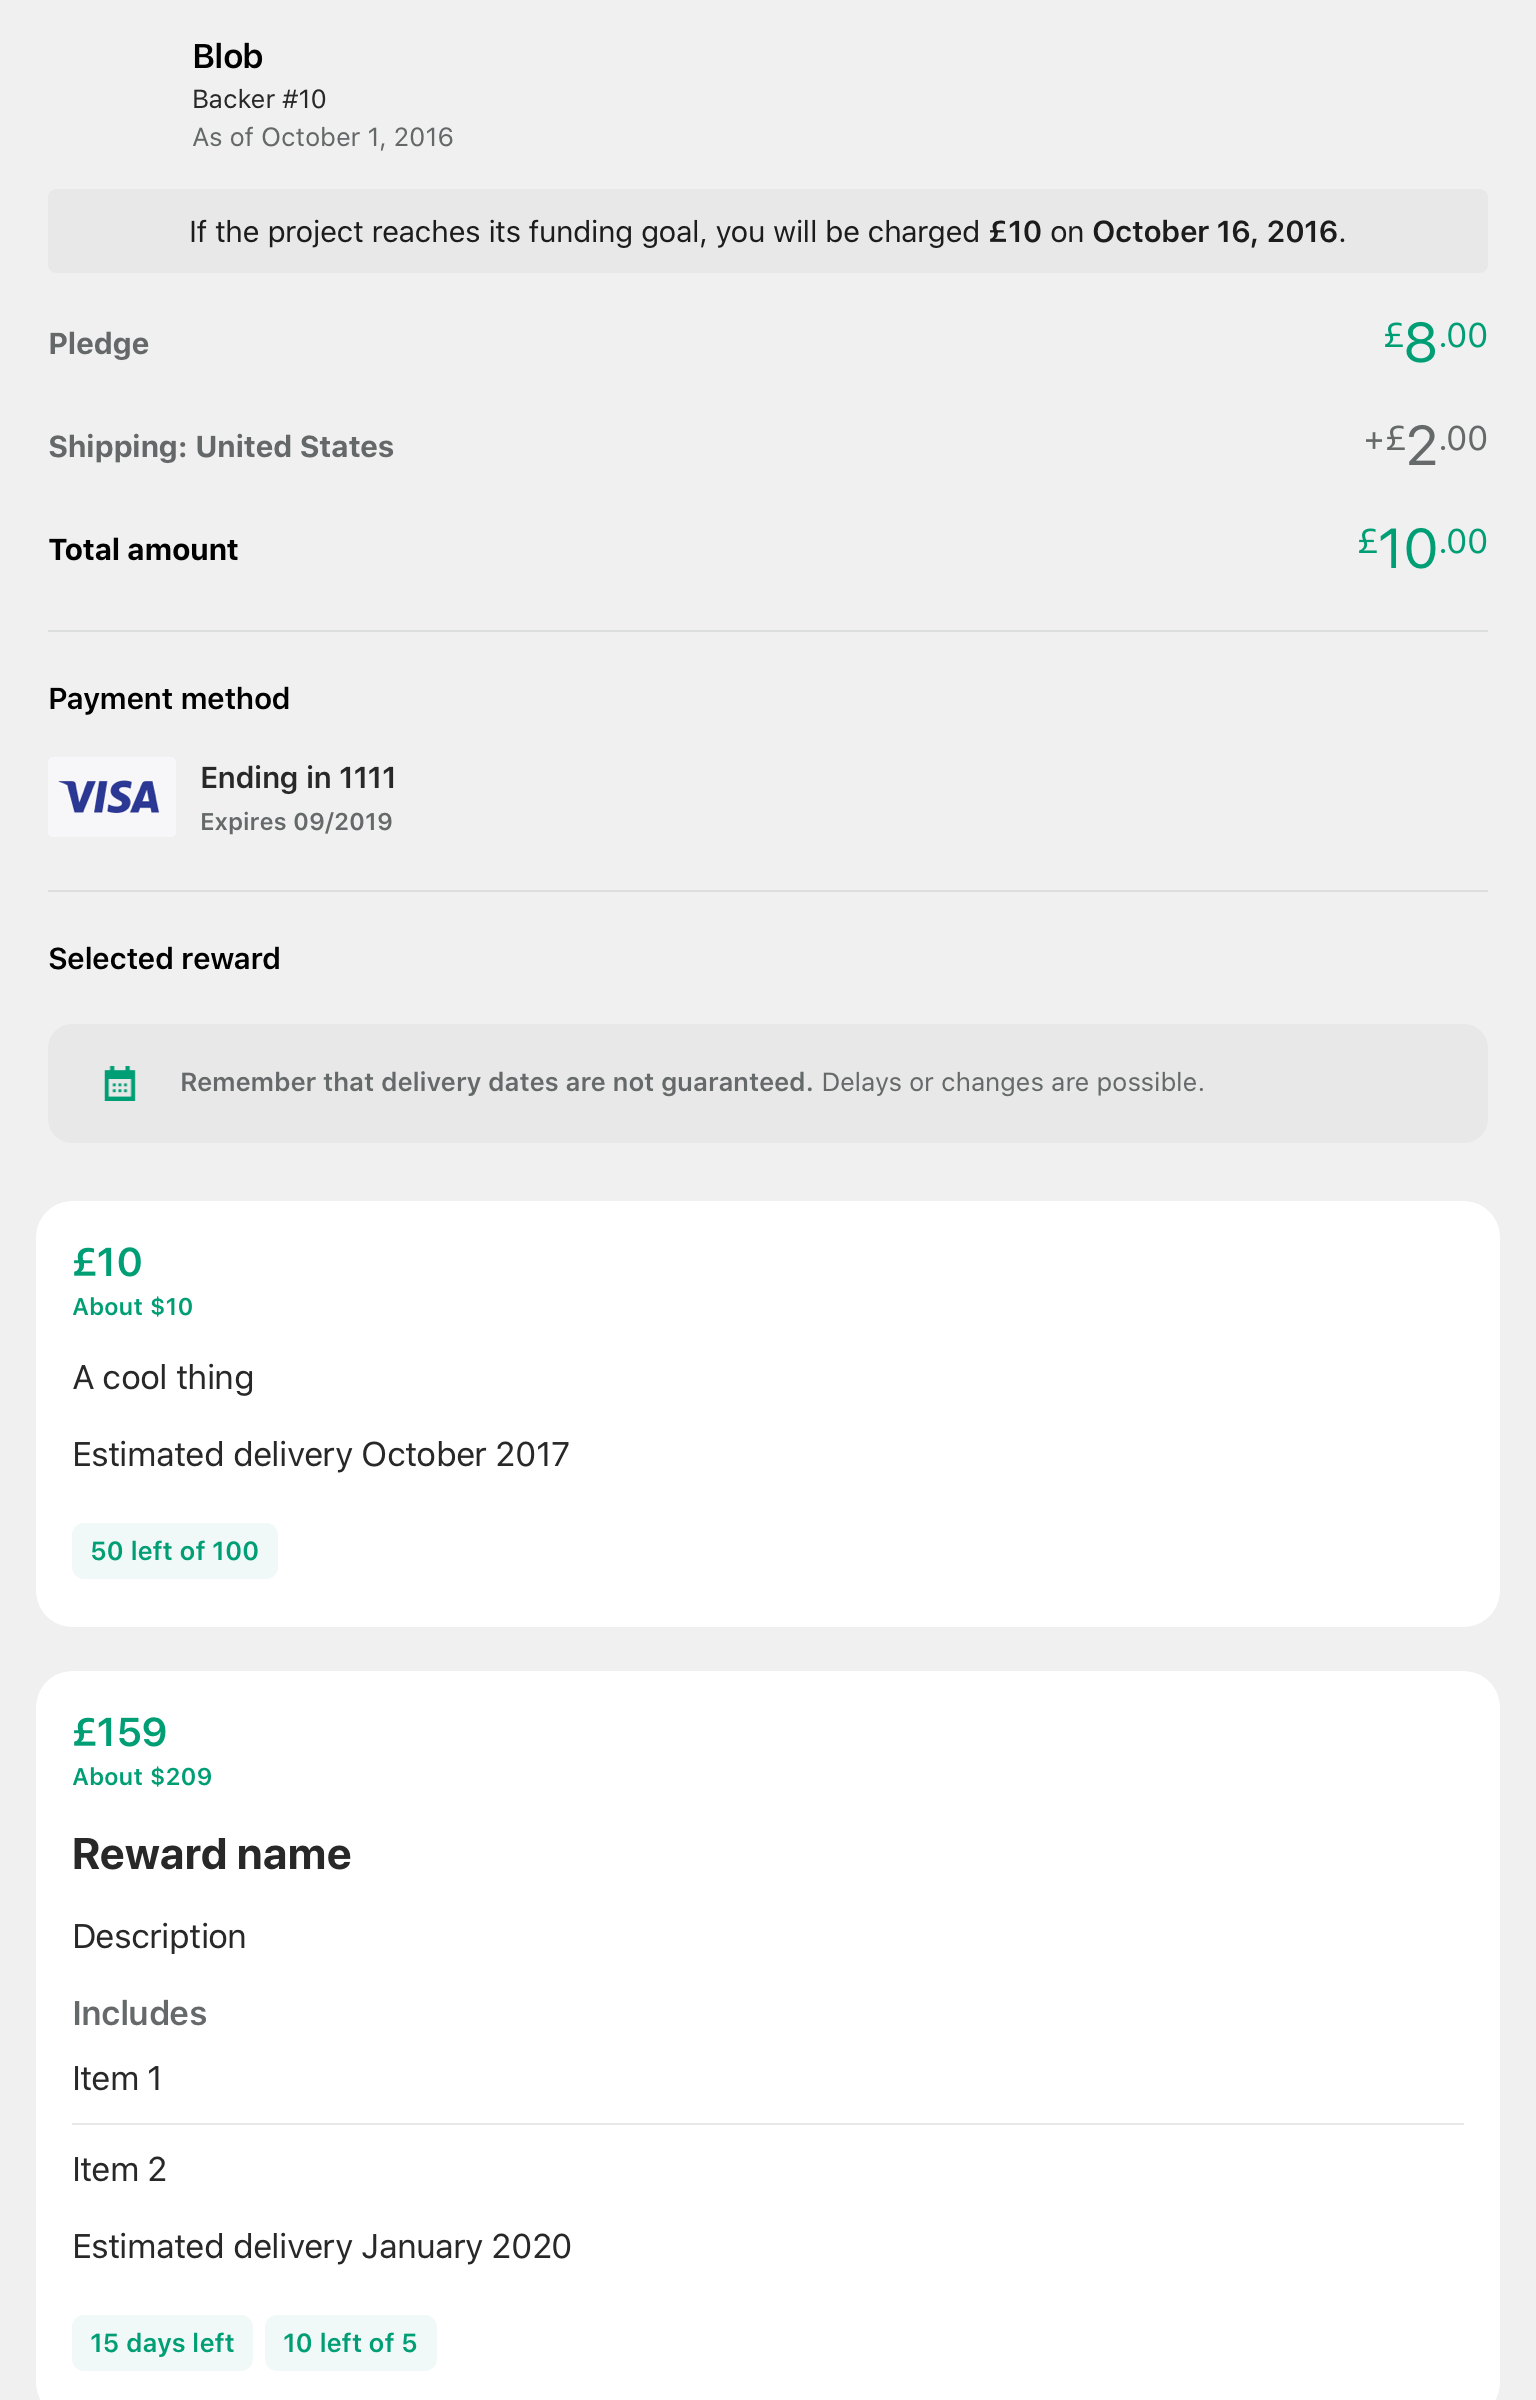 Blob
Backer #10
As of October 1, 2016
If the project reaches its funding goal, you will be charged £10 on October 16, 2016.
Pledge £8.00
Shipping: United States +£2.00
Total amount £10.00
Payment method
VISA Ending in 1111
Expires 09/2019
Selected reward
Remember that delivery dates are not guaranteed. Delays or changes are possible.
£10
About $10
A cool thing
Estimated delivery October 2017
50 left of 100
£159
About $209
Reward name
Description
Includes
Item 1
Item 2
Estimated delivery January 2020
15 days left 10 left of 5